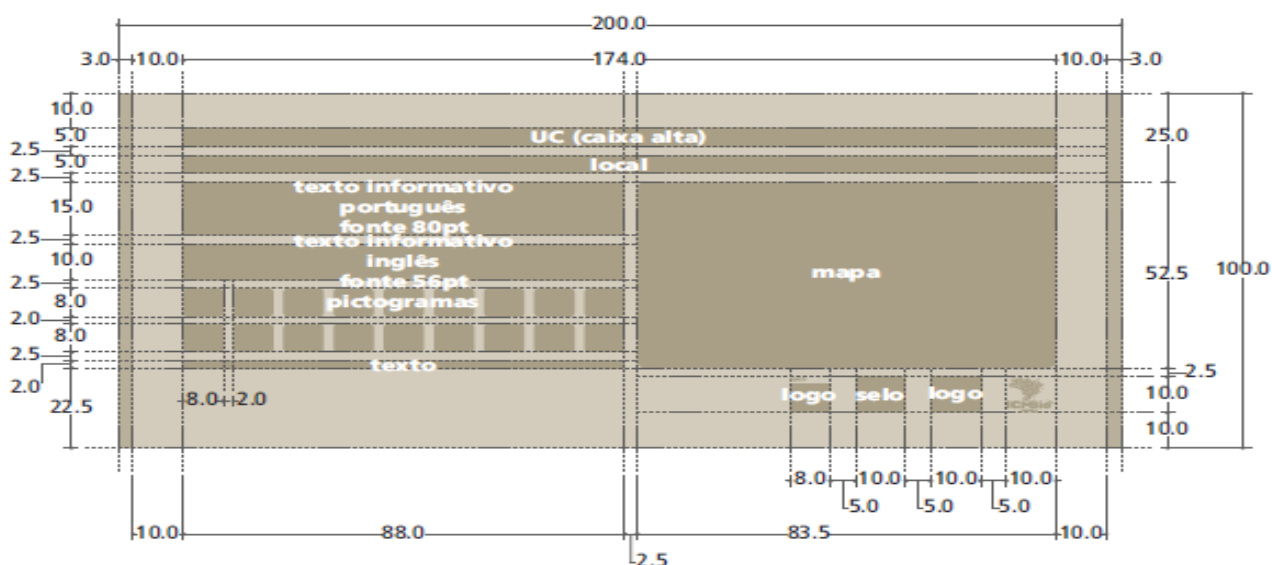 200.0
3.0 10.0 174.0 10.0 3.0
10.0
5.0 UC (caixa alta) 25.0
2.5
5.0 local
2.5
texto informativo
15.0 português
fonte 80pt
2.5 texto informativo
10.0 inglês mapa 52.5 100.0
2.5 fonte 56pt
8.0 pictogramas
2.0
8.0
2.5 texto
2.0 2.5
22.5 8.0 2.0 logo selo logo 10.0
10.0
8.0 10.0 10.0 10.0
5.0 5.0 5.0
10.0 88.0 83.5 10.0
2.5